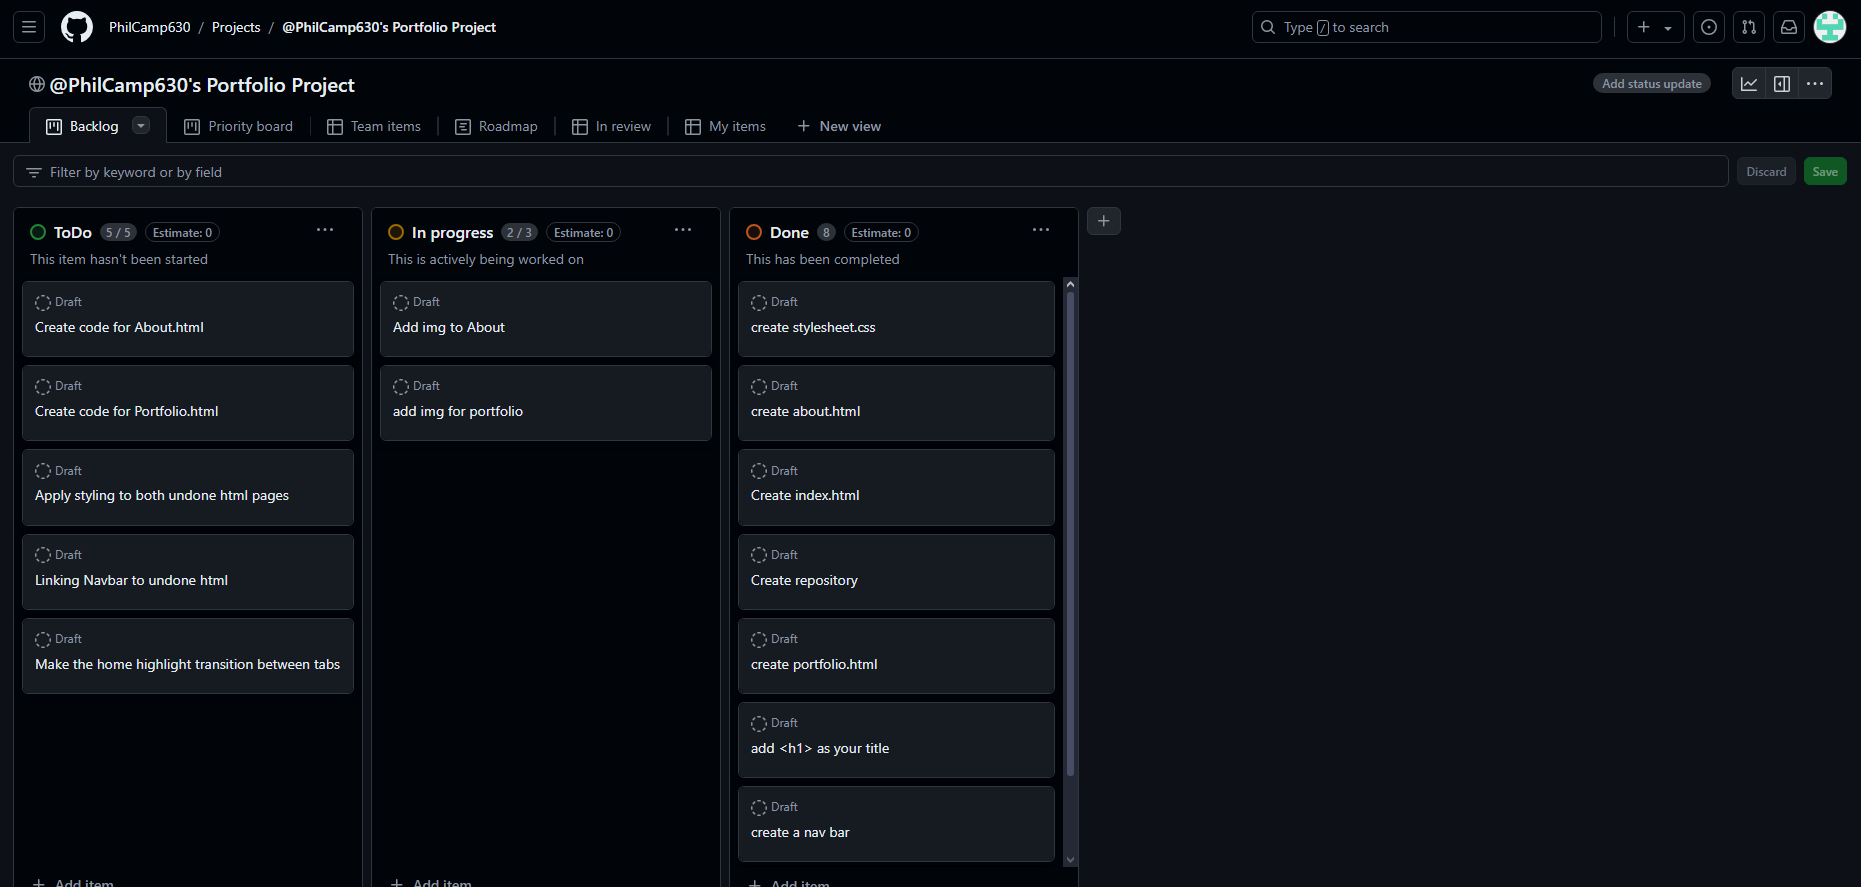 PhilCamp630 / Projects / @PhilCamp630's Portfolio Project
Type / to search
@PhilCamp630's Portfolio Project
Add status update
Backlog
Priority board
Team items
Roadmap
In review
My items
New view
Filter by keyword or by field
Discard
Save
ToDo 5 / 5 Estimate: 0
This item hasn't been started
Draft
Create code for About.html
Draft
Create code for Portfolio.html
Draft
Apply styling to both undone html pages
Draft
Linking Navbar to undone html
Draft
Make the home highlight transition between tabs
Add item
In progress 2 / 3 Estimate: 0
This is actively being worked on
Draft
Add img to About
Draft
add img for portfolio
Add item
Done 8 Estimate: 0
This has been completed
Draft
create stylesheet.css
Draft
create about.html
Draft
Create index.html
Draft
Create repository
Draft
create portfolio.html
Draft
add <h1> as your title
Draft
create a nav bar
Add item